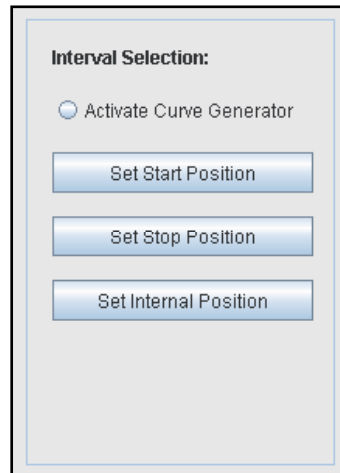 Interval Selection:
Activate Curve Generator
Set Start Position
Set Stop Position
Set Internal Position